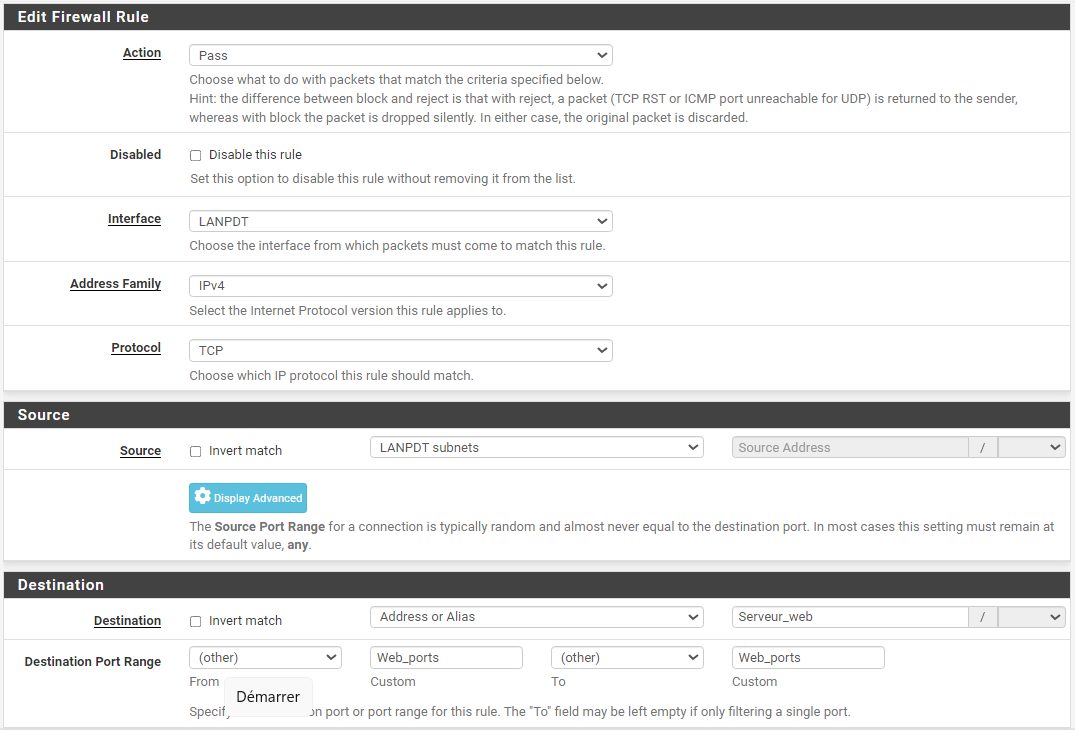 Edit Firewall Rule
Action
Pass
Choose what to do with packets that match the criteria specified below.
Hint: the difference between block and reject is that with reject, a packet (TCP RST or ICMP port unreachable for UDP) is returned to the sender,
whereas with block the packet is dropped silently. In either case, the original packet is discarded.
Disabled
Disable this rule
Set this option to disable this rule without removing it from the list.
Interface
LANPDT
Choose the interface from which packets must come to match this rule.
Address Family
IPv4
Select the Internet Protocol version this rule applies to.
Protocol
TCP
Choose which IP protocol this rule should match.
Source
Source
Invert match
LANPDT subnets
Source Address
/
Display Advanced
The Source Port Range for a connection is typically random and almost never equal to the destination port. In most cases this setting must remain at
its default value, any.
Destination
Destination
Invert match
Address or Alias
Serveur_web
/
Destination Port Range
(other)
Web_ports
(other)
Web_ports
From
Custom
To
Custom
Démarrer
port or port range for this rule. The "To" field may be left empty if only filtering a single port.